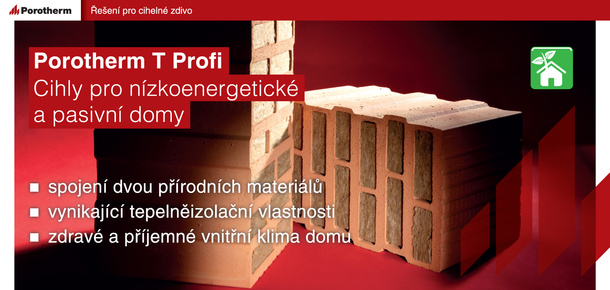 Porotherm
Řešení pro cihelné zdivo
Porotherm T Profi
Cihly pro nízkoenergetické
a pasivní domy
spojení dvou přírodních materiálů
vynikající tepelněizolační vlastnosti
zdravé a příjemné vnitřní klima domu